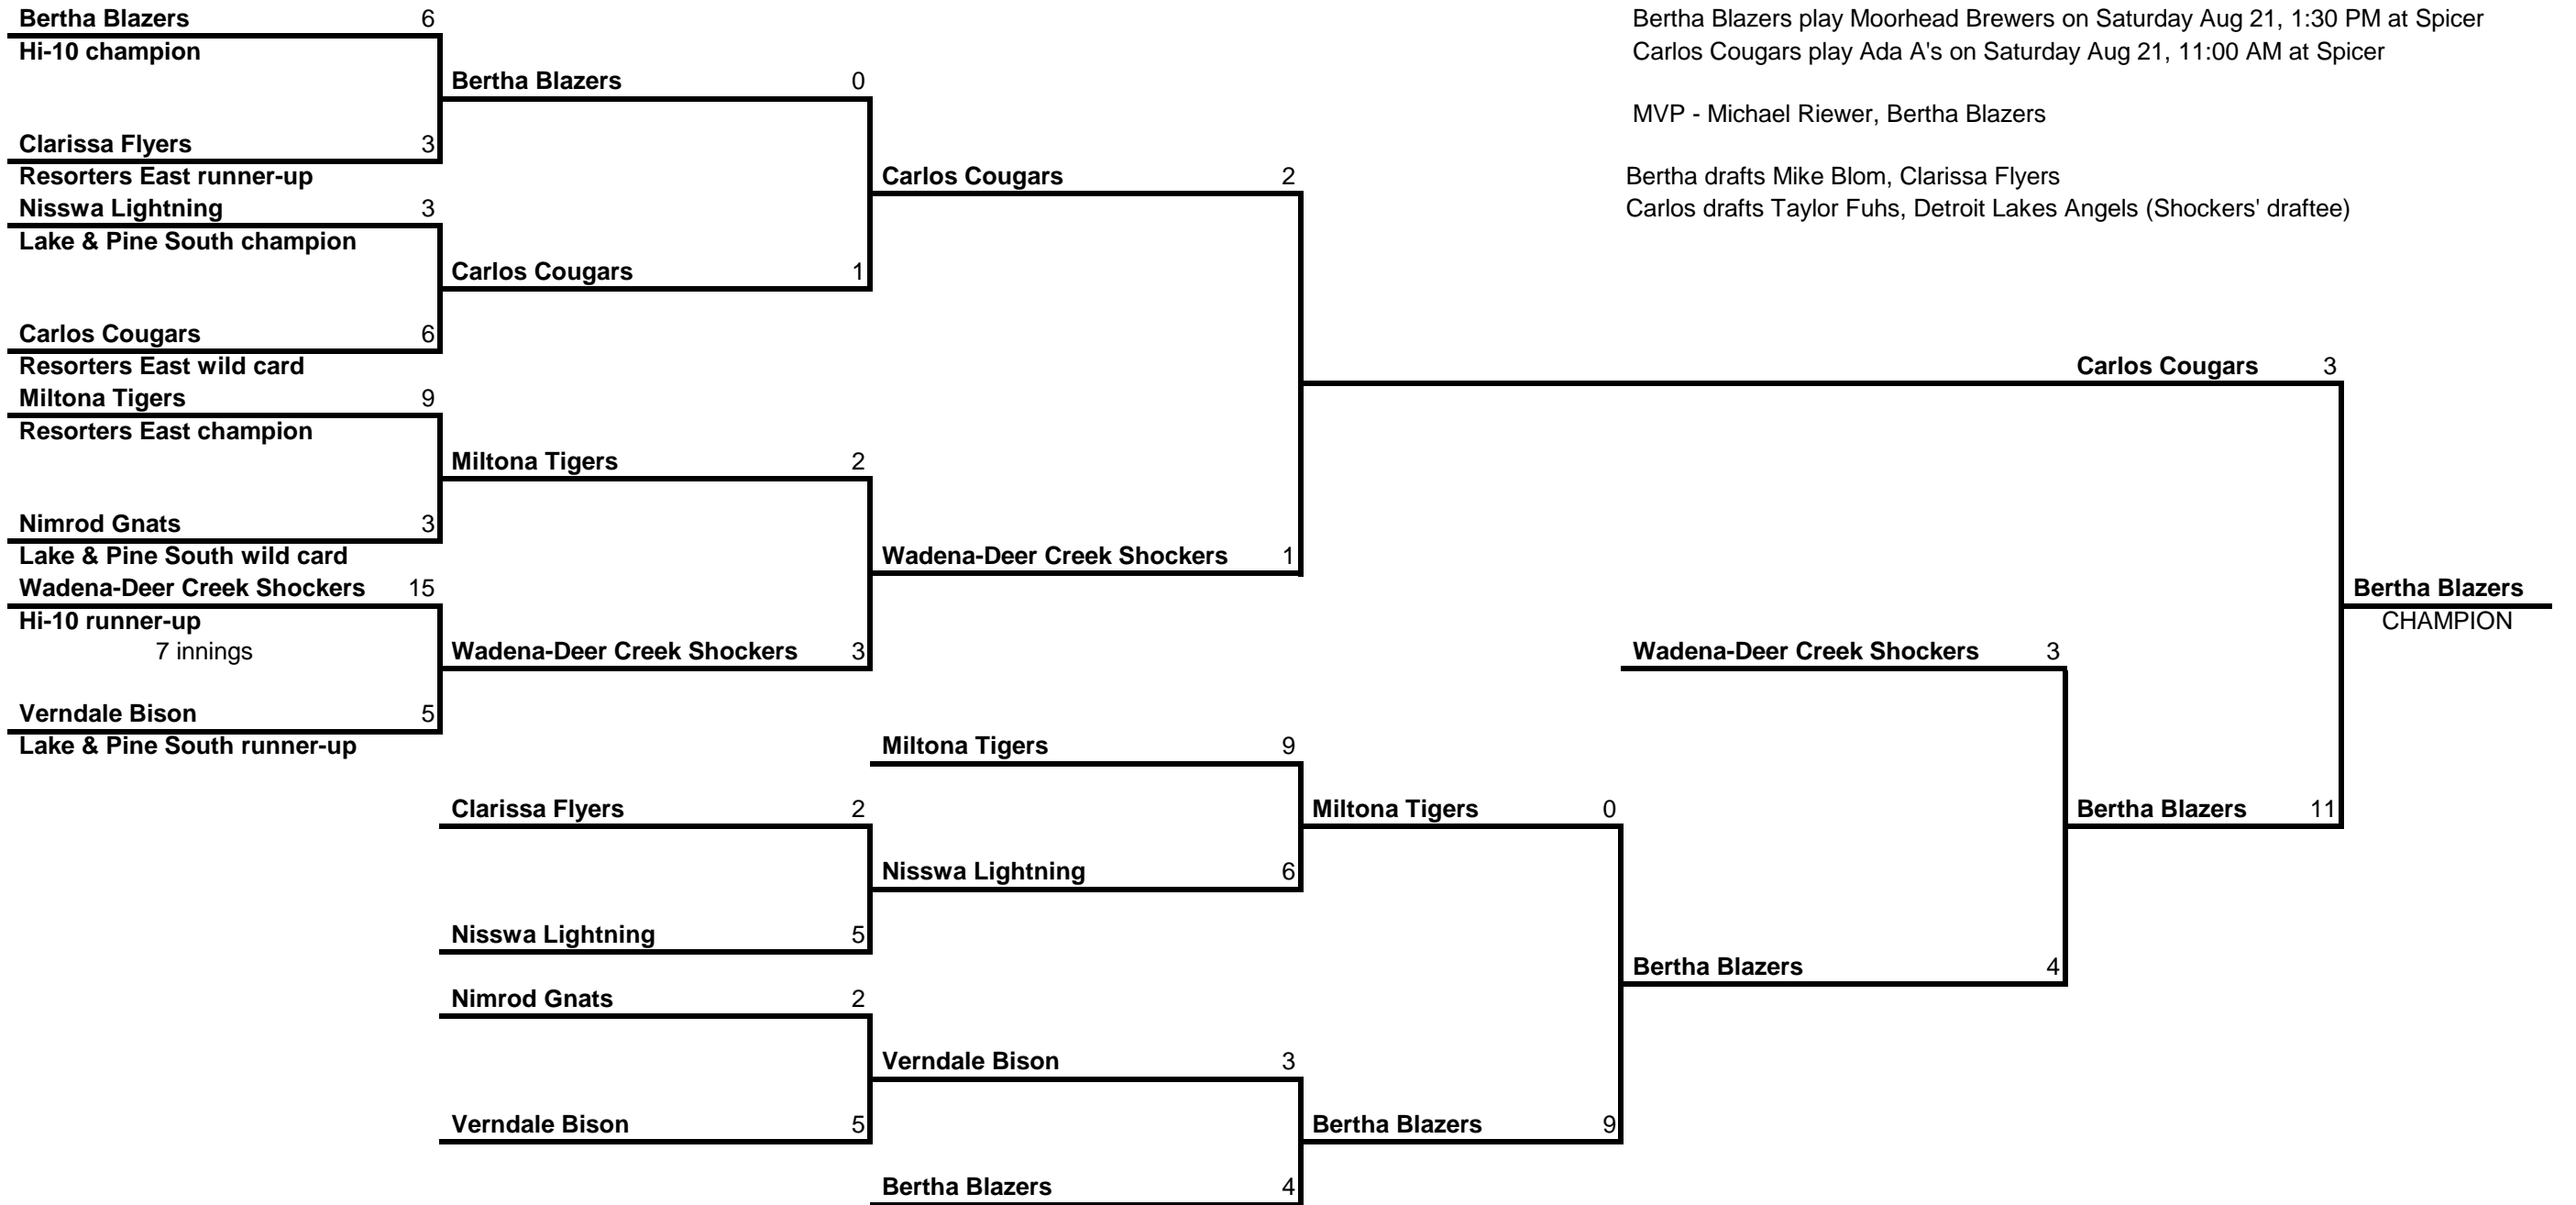 Bertha Blazers 6
Hi-10 champion
Clarissa Flyers 3
Resorters East runner-up
Nisswa Lightning 3
Lake & Pine South champion
Carlos Cougars 6
Resorters East wild card
Miltona Tigers 9
Resorters East champion
Nimrod Gnats 3
Lake & Pine South wild card
Wadena-Deer Creek Shockers 15
Hi-10 runner-up
7 innings
Verndale Bison 5
Lake & Pine South runner-up
Bertha Blazers 0
Carlos Cougars 1
Miltona Tigers 2
Wadena-Deer Creek Shockers 3
Clarissa Flyers 2
Nisswa Lightning 5
Nimrod Gnats 2
Verndale Bison 5
Carlos Cougars 2
Wadena-Deer Creek Shockers 1
Miltona Tigers 9
Nisswa Lightning 6
Verndale Bison 3
Bertha Blazers 4
Miltona Tigers 0
Bertha Blazers 9
Bertha Blazers play Moorhead Brewers on Saturday Aug 21, 1:30 PM at Spicer
Carlos Cougars play Ada A's on Saturday Aug 21, 11:00 AM at Spicer
MVP - Michael Riewer, Bertha Blazers
Bertha drafts Mike Blom, Clarissa Flyers
Carlos drafts Taylor Fuhs, Detroit Lakes Angels (Shockers' draftee)
Wadena-Deer Creek Shockers 3
Bertha Blazers 4
Carlos Cougars 3
Bertha Blazers 11
Bertha Blazers
CHAMPION